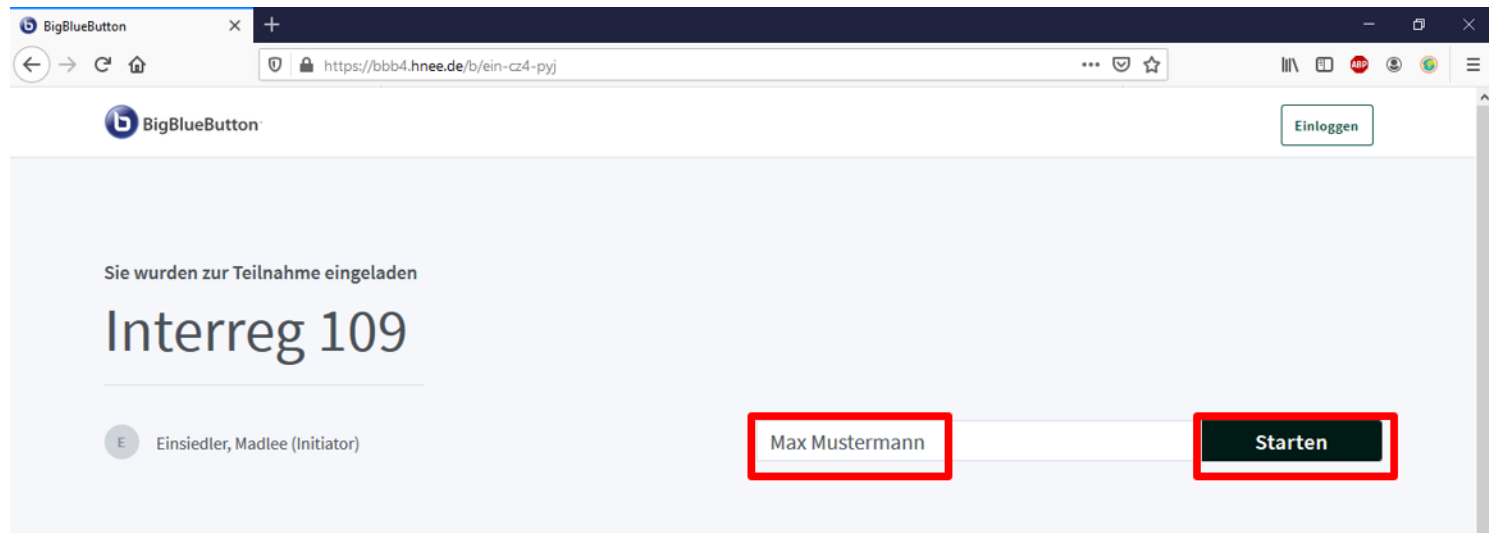 BigBlueButton
https://bbb4.hnee.de/b/ein-cz4-pyj
ABP
BigBlueButton
Einloggen
Sie wurden zur Teilnahme eingeladen
Interreg 109
E Einsiedler, Madlee (Initiator)
Max Mustermann
Starten